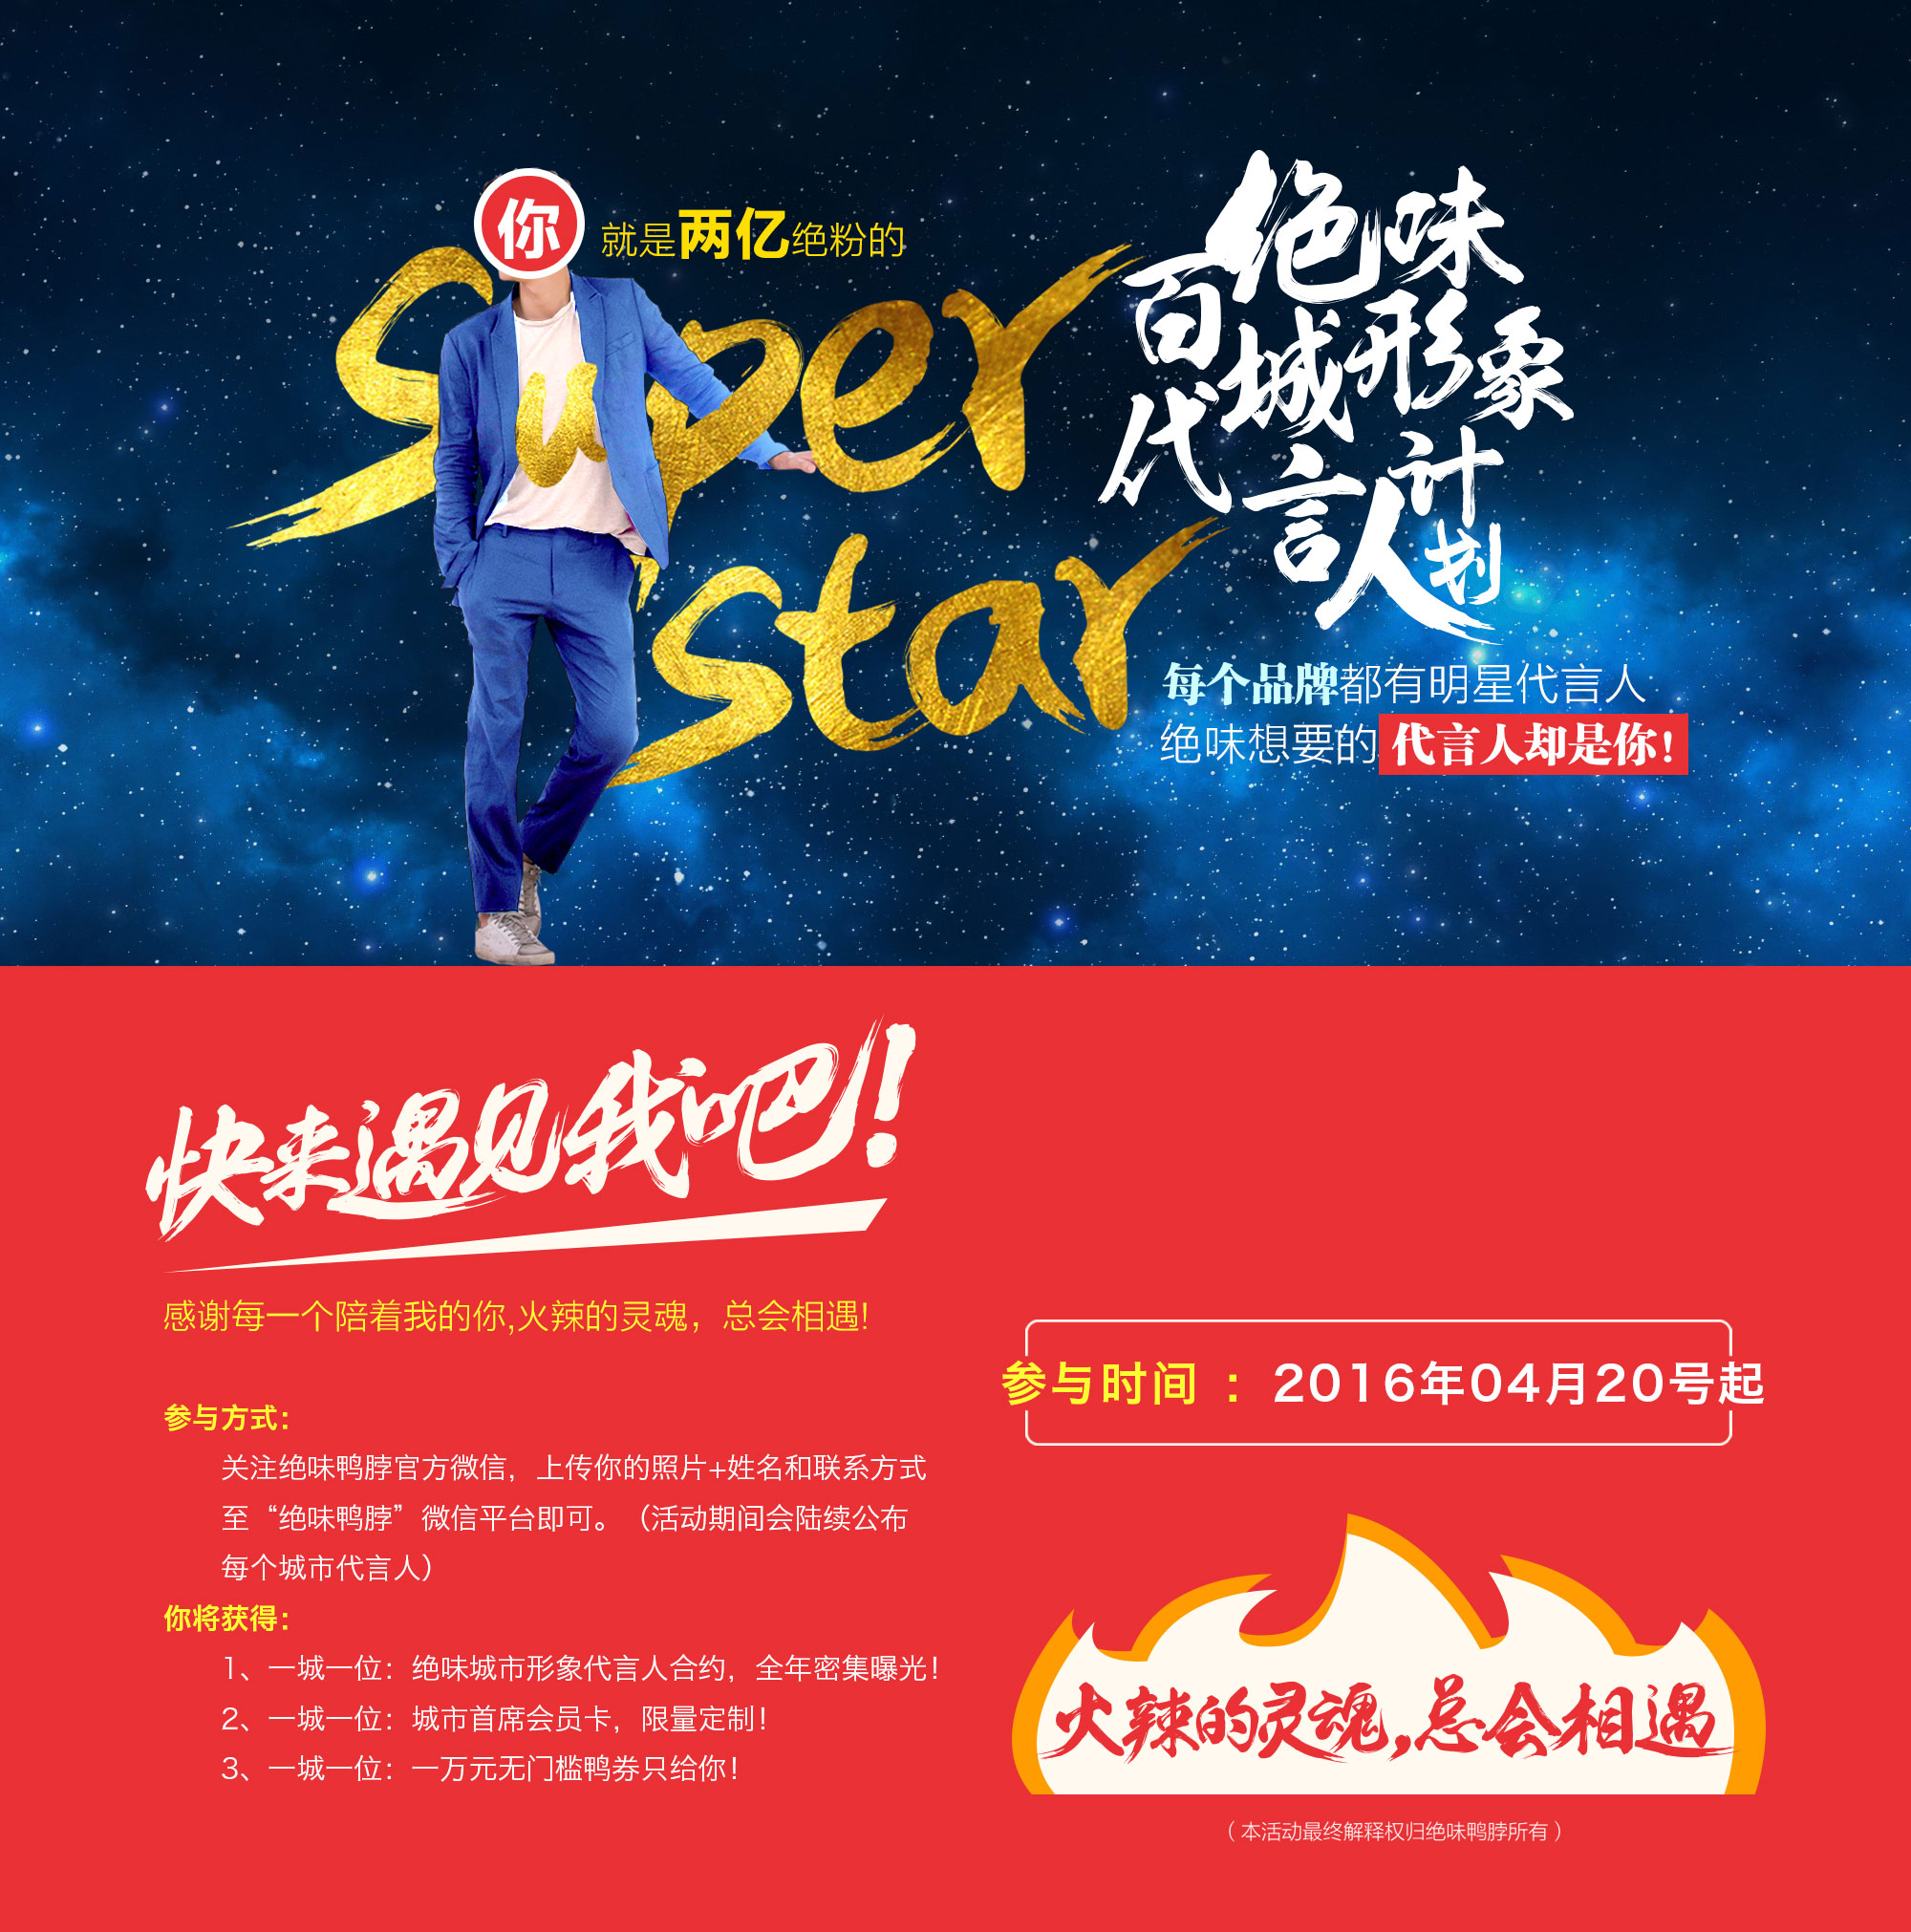 你就是两亿绝粉的
Super
star
绝味
百城形象
代言人计划
每个品牌都有明星代言人
绝味想要的代言人却是你!
快来遇见我吧!
感谢每一个陪着我的你,火辣的灵魂，总会相遇!
参与方式：
关注绝味鸭脖官方微信，上传你的照片+姓名和联系方式
至“绝味鸭脖”微信平台即可。（活动期间会陆续公布
每个城市代言人）
你将获得：
1、一城一位：绝味城市形象代言人合约，全年密集曝光！
2、一城一位：城市首席会员卡，限量定制！
3、一城一位：一万元无门槛鸭券只给你！
参与时间 ：2016年04月20号起
火辣的灵魂,总会相遇
（本活动最终解释权归绝味鸭脖所有）